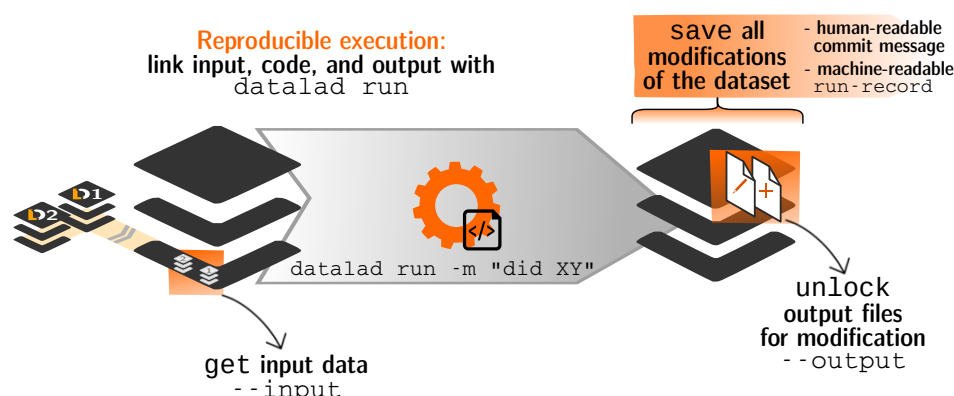 Reproducible execution:
link input, code, and output with
datalad run
save all
modifications
of the dataset
- human-readable
commit message
- machine-readable
run-record
D1
D2
</>
2
1
datalad run -m "did XY"
get input data
--input
unlock
output files
for modification
--output